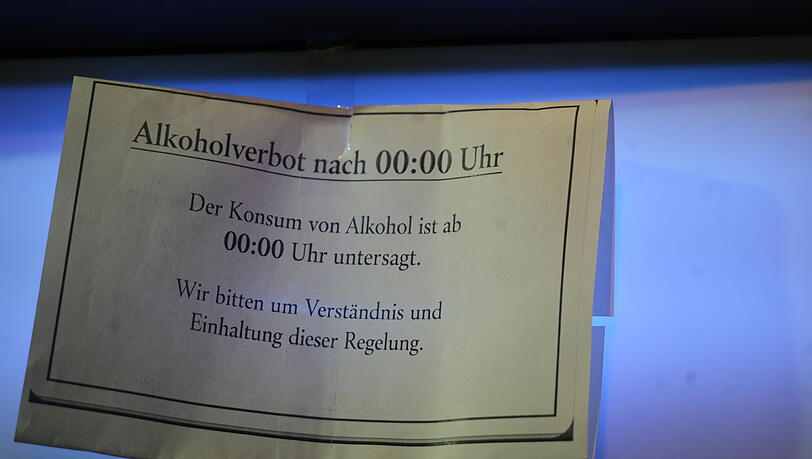 Alkoholverbot nach 00:00 Uhr
Der Konsum von Alkohol ist ab
00:00 Uhr untersagt.
Wir bitten um Verständnis und
Einhaltung dieser Regelung.